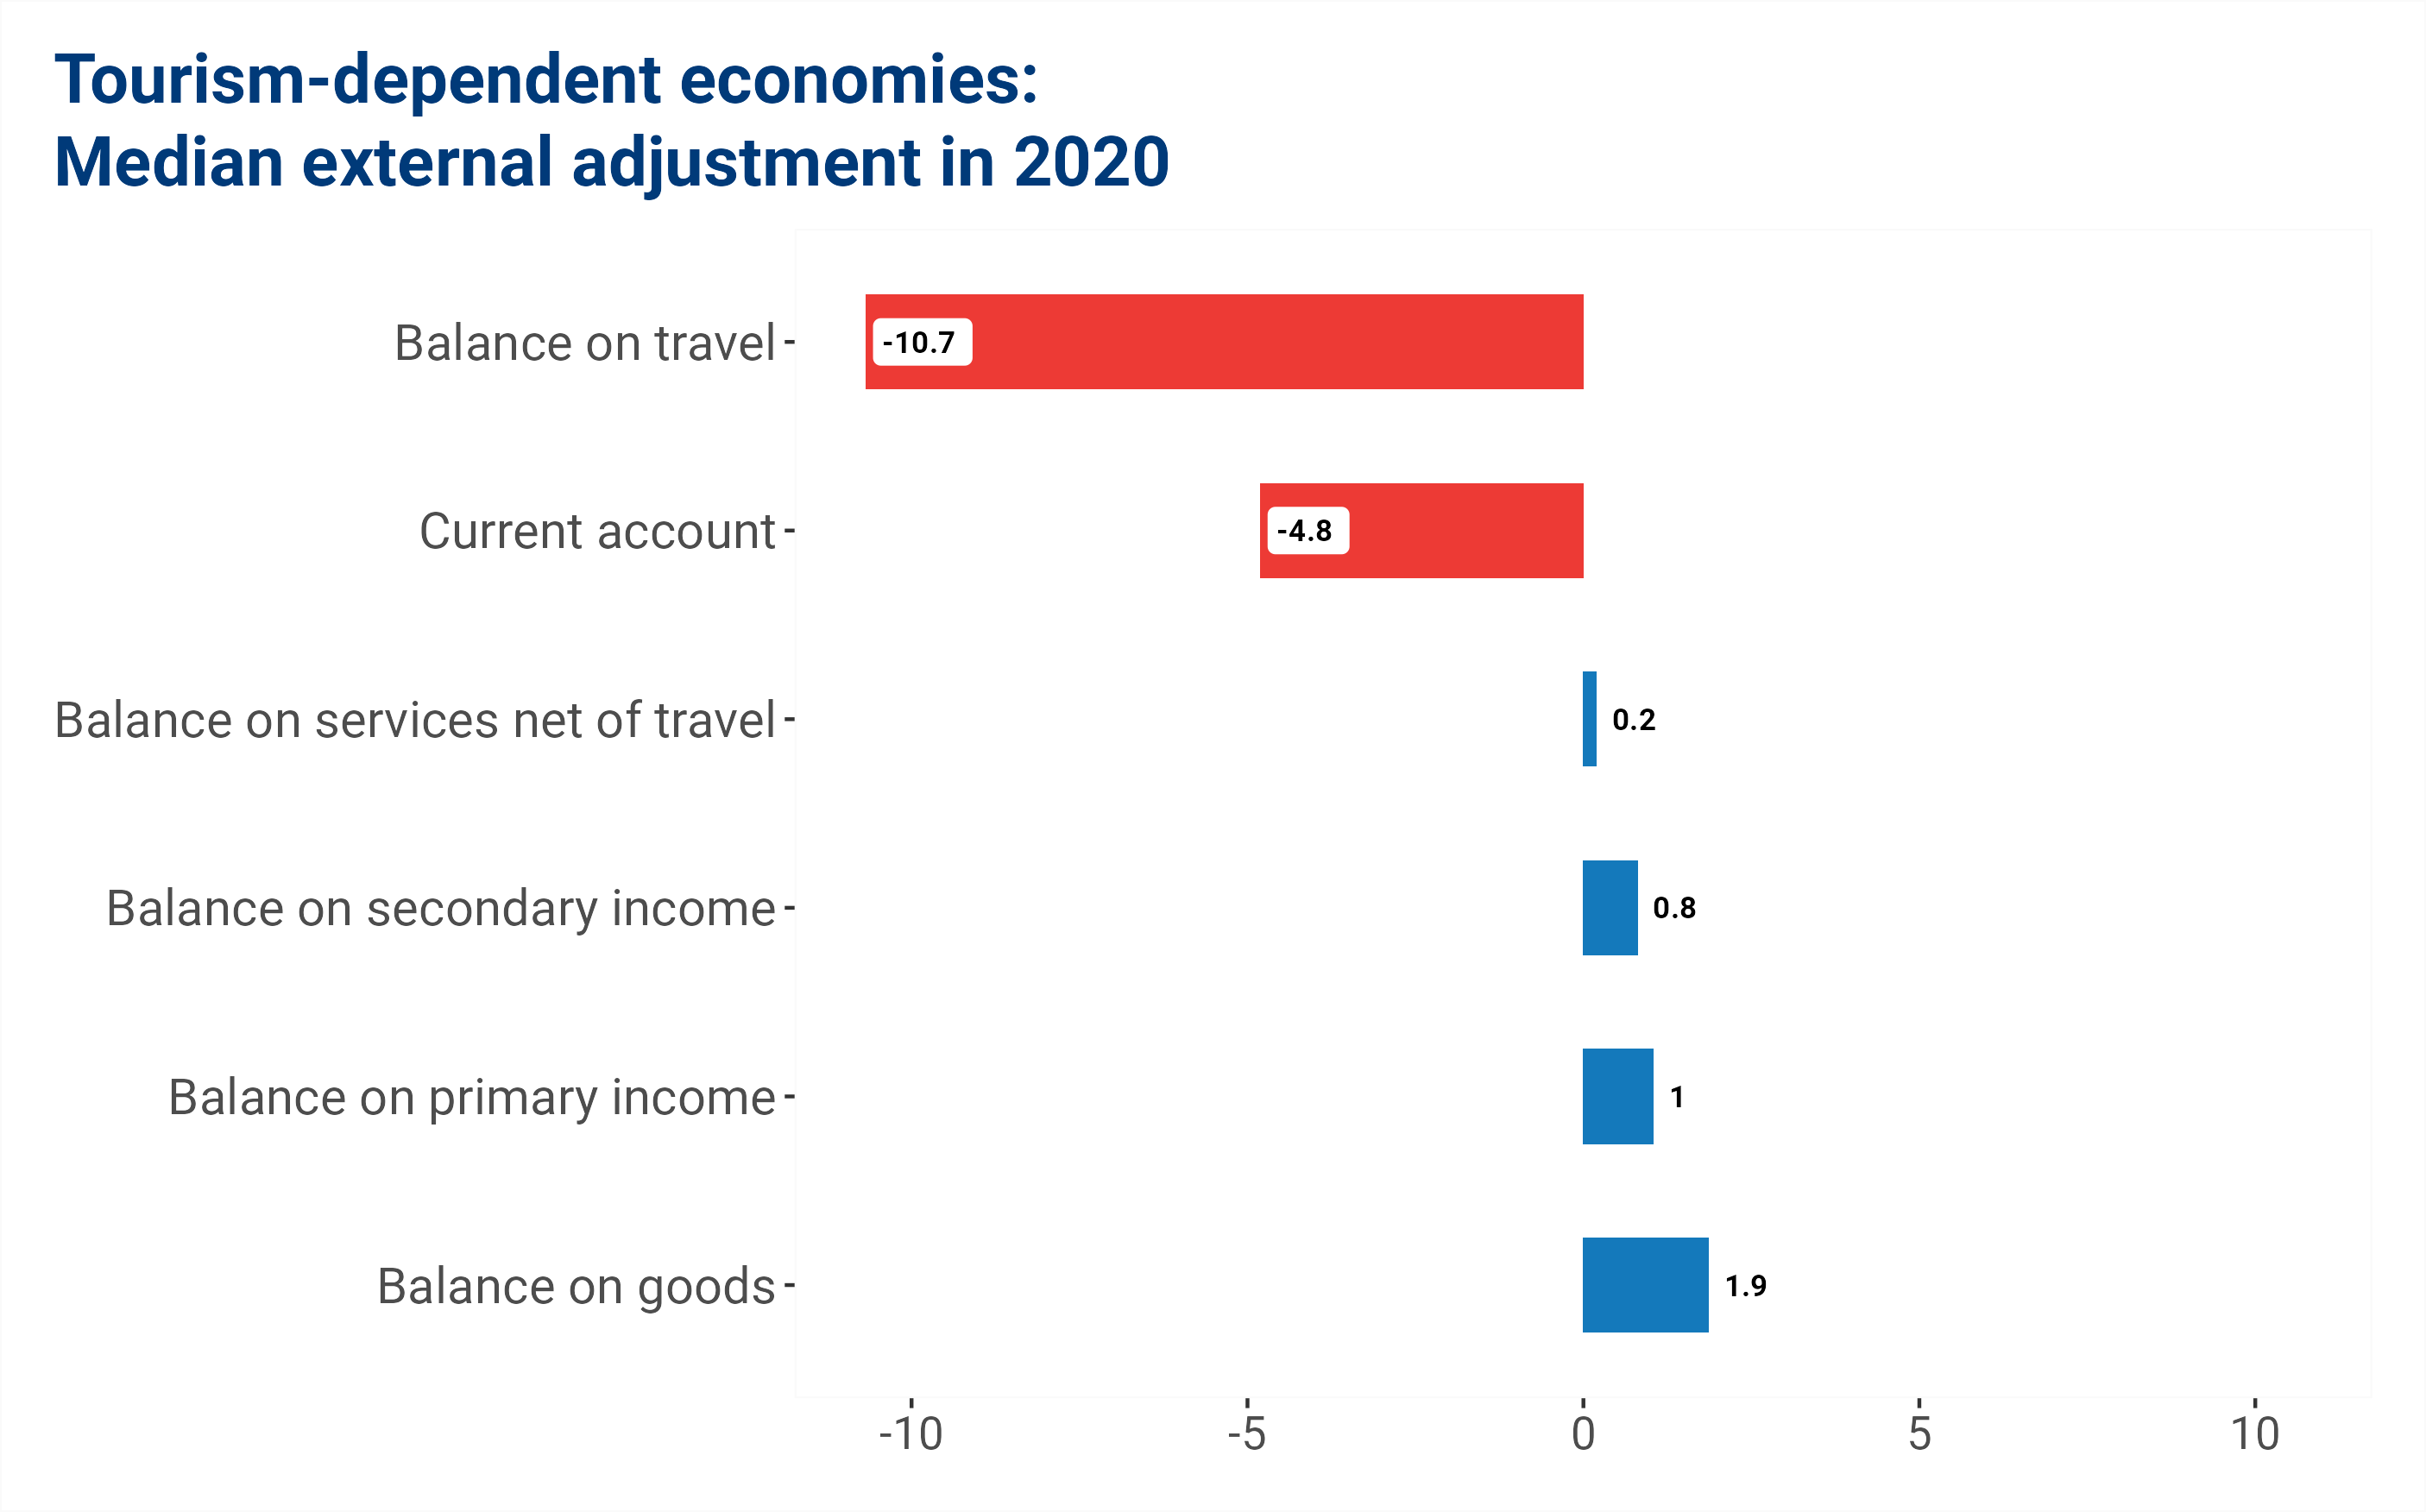 Tourism-dependent economies:
Median external adjustment in 2020
Balance on travel
-10.7
Current account
-4.8
Balance on services net of travel
0.2
Balance on secondary income
0.8
Balance on primary income
1
Balance on goods
1.9
-10 -5 0 5 10